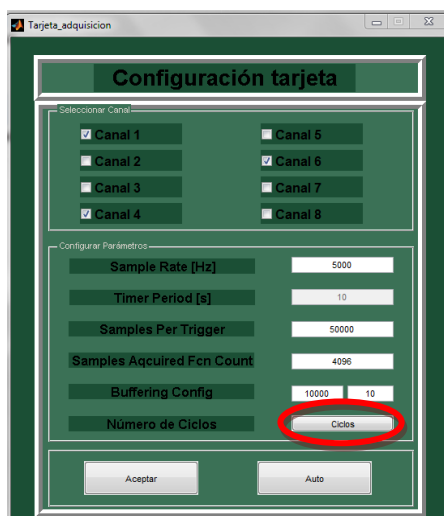 Tarjeta_adquisicion
Configuración tarjeta
Seleccionar Canal
Canal 1 Canal 5
Canal 2 Canal 6
Canal 3 Canal 7
Canal 4 Canal 8
Configurar Parámetros
Sample Rate [Hz] 5000
Timer Period [s] 10
Samples Per Trigger 50000
Samples Aqcuired Fcn Count 4096
Buffering Config 10000 10
Número de Ciclos Ciclos
Aceptar Auto